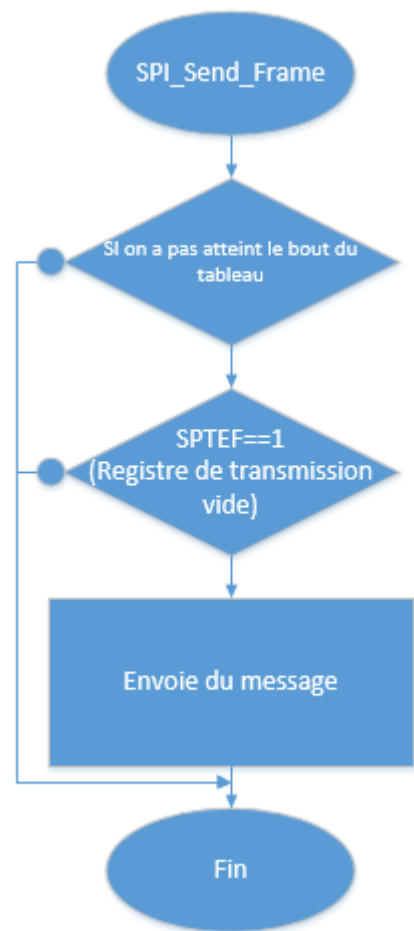 SPI_Send_Frame
SI on a pas atteint le bout du
tableau
SPTEF==1
(Registre de transmission
vide)
Envoie du message
Fin